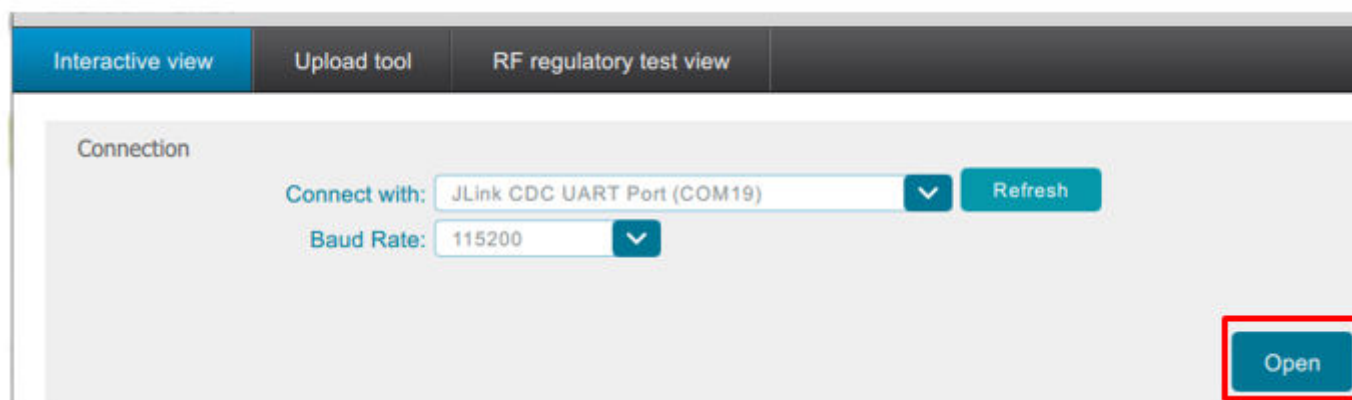 Interactive view Upload tool RF regulatory test view
Connection
Connect with: JLink CDC UART Port (COM19) Refresh
Baud Rate: 115200
Open